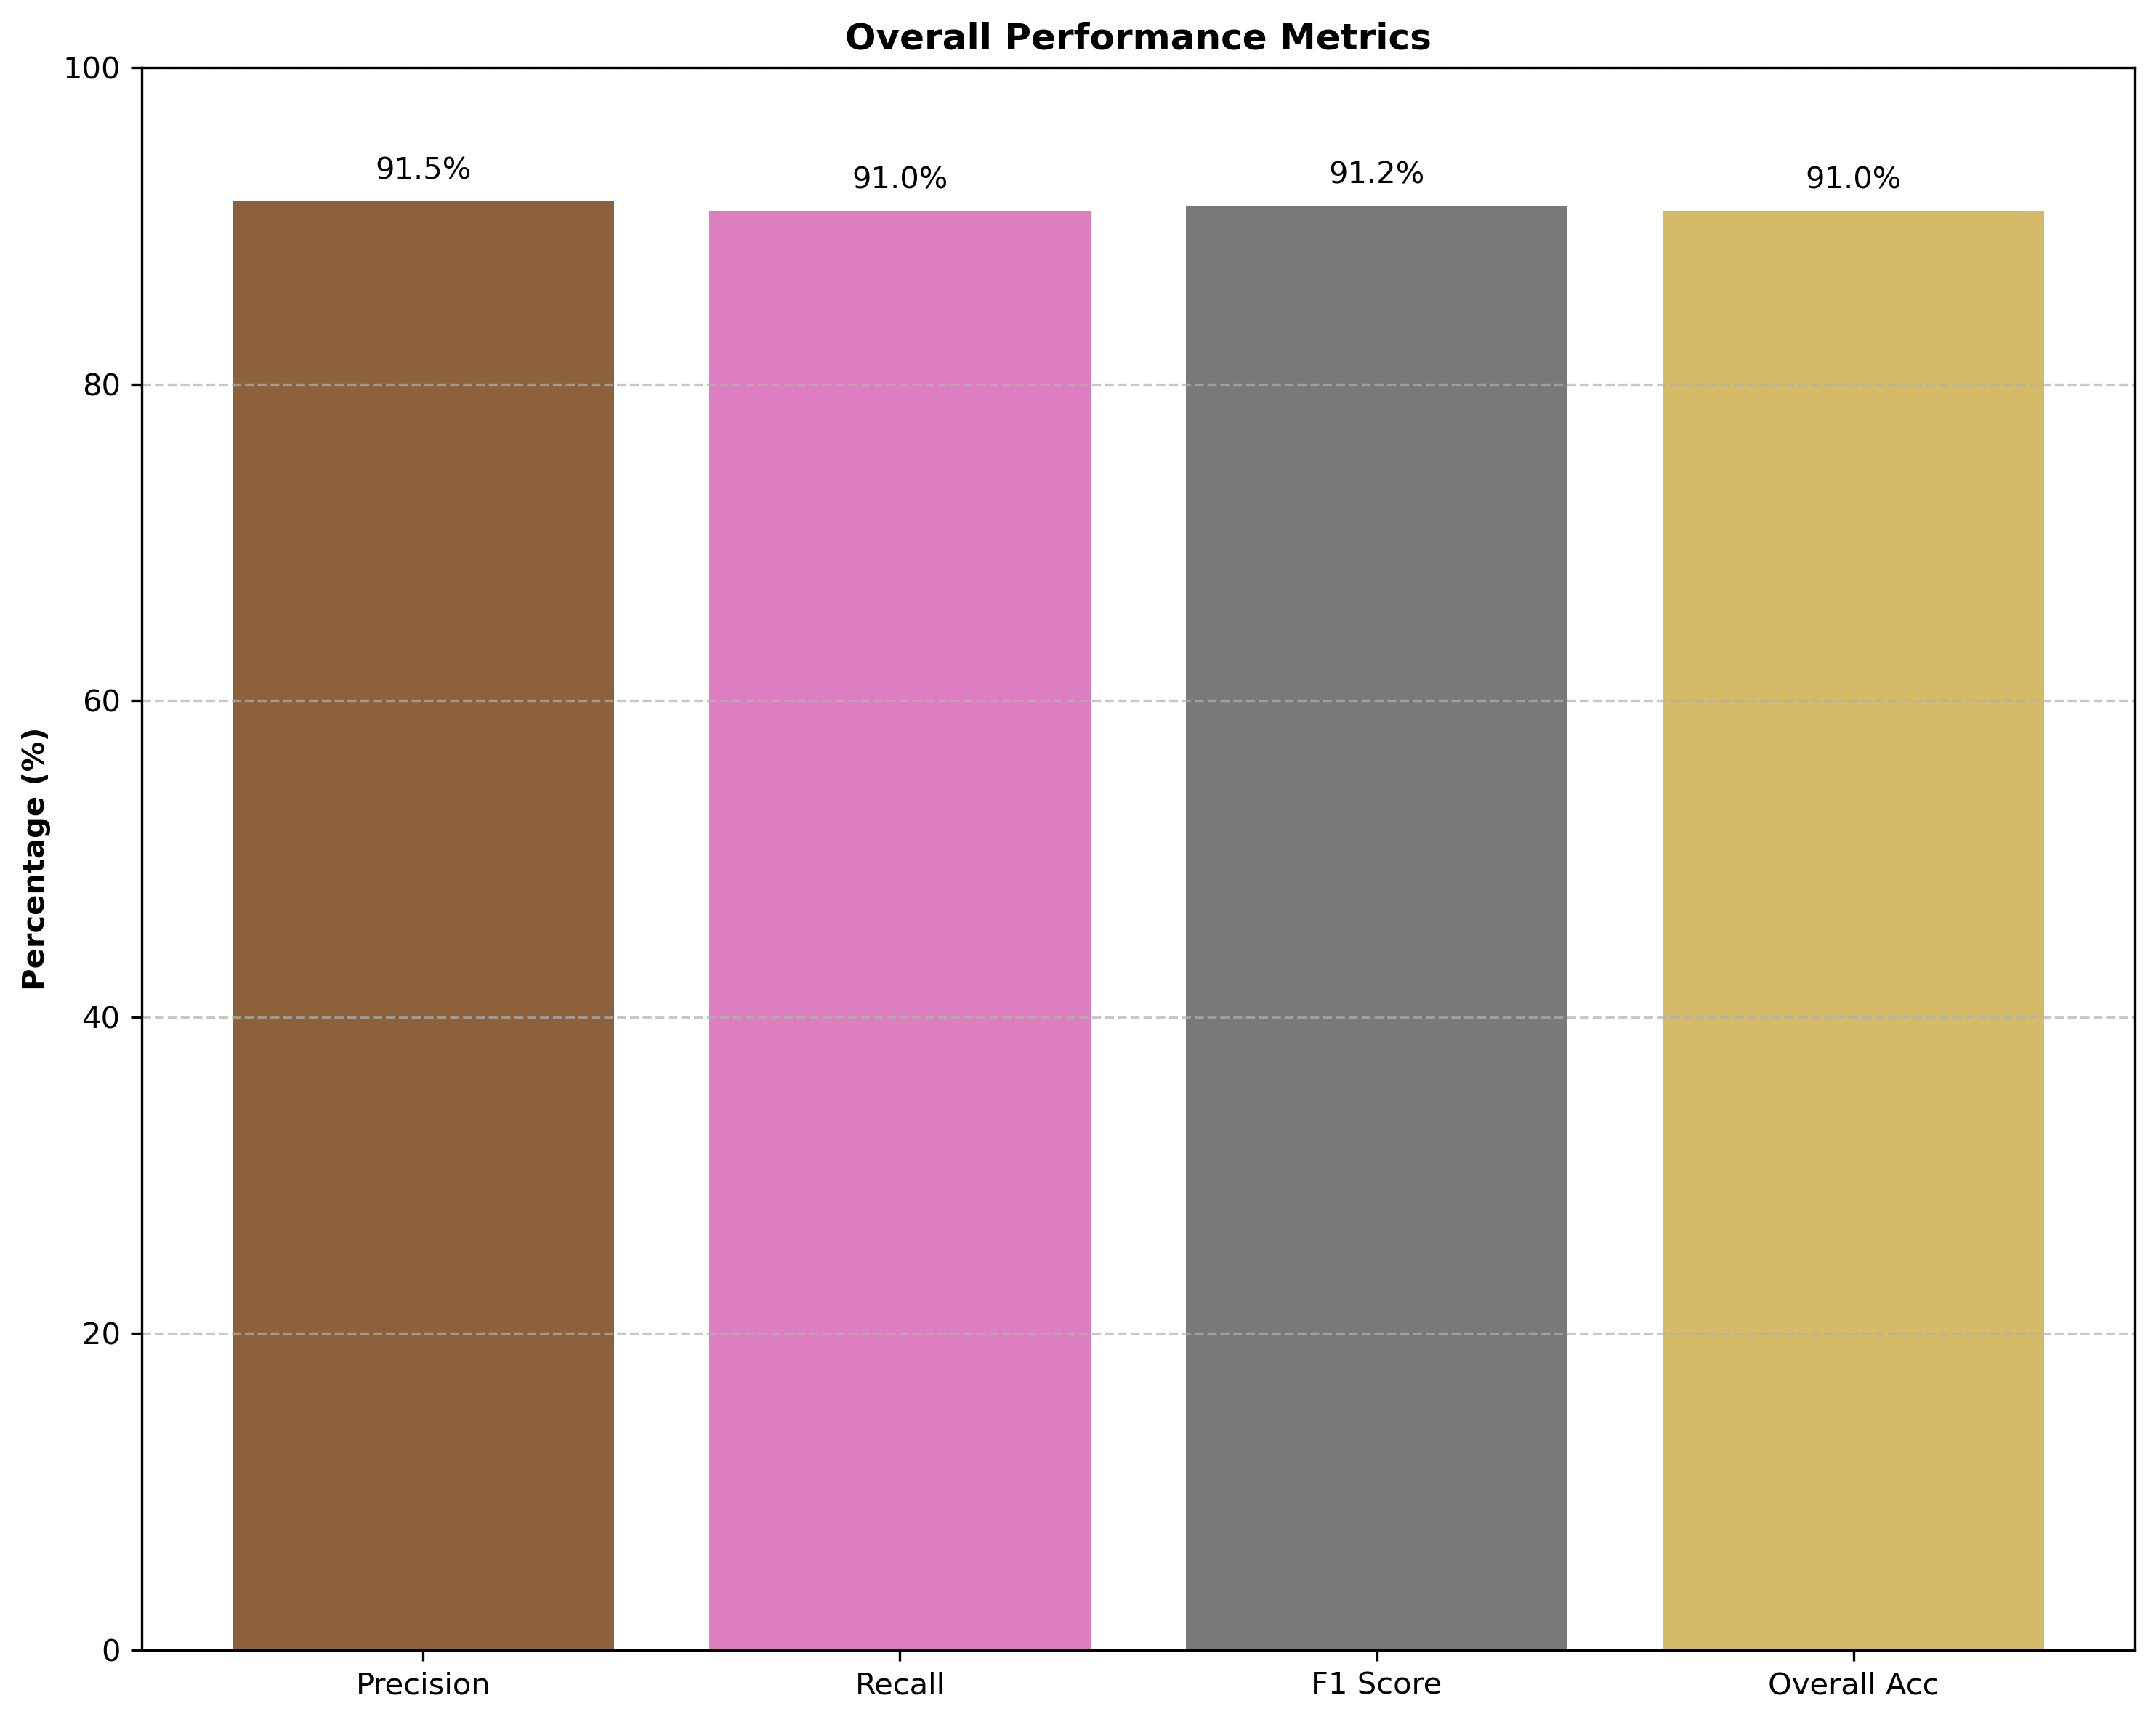 Overall Performance Metrics
Percentage (%)
100
80
60
40
20
0
91.5%
91.0%
91.2%
91.0%
Precision
Recall
F1 Score
Overall Acc